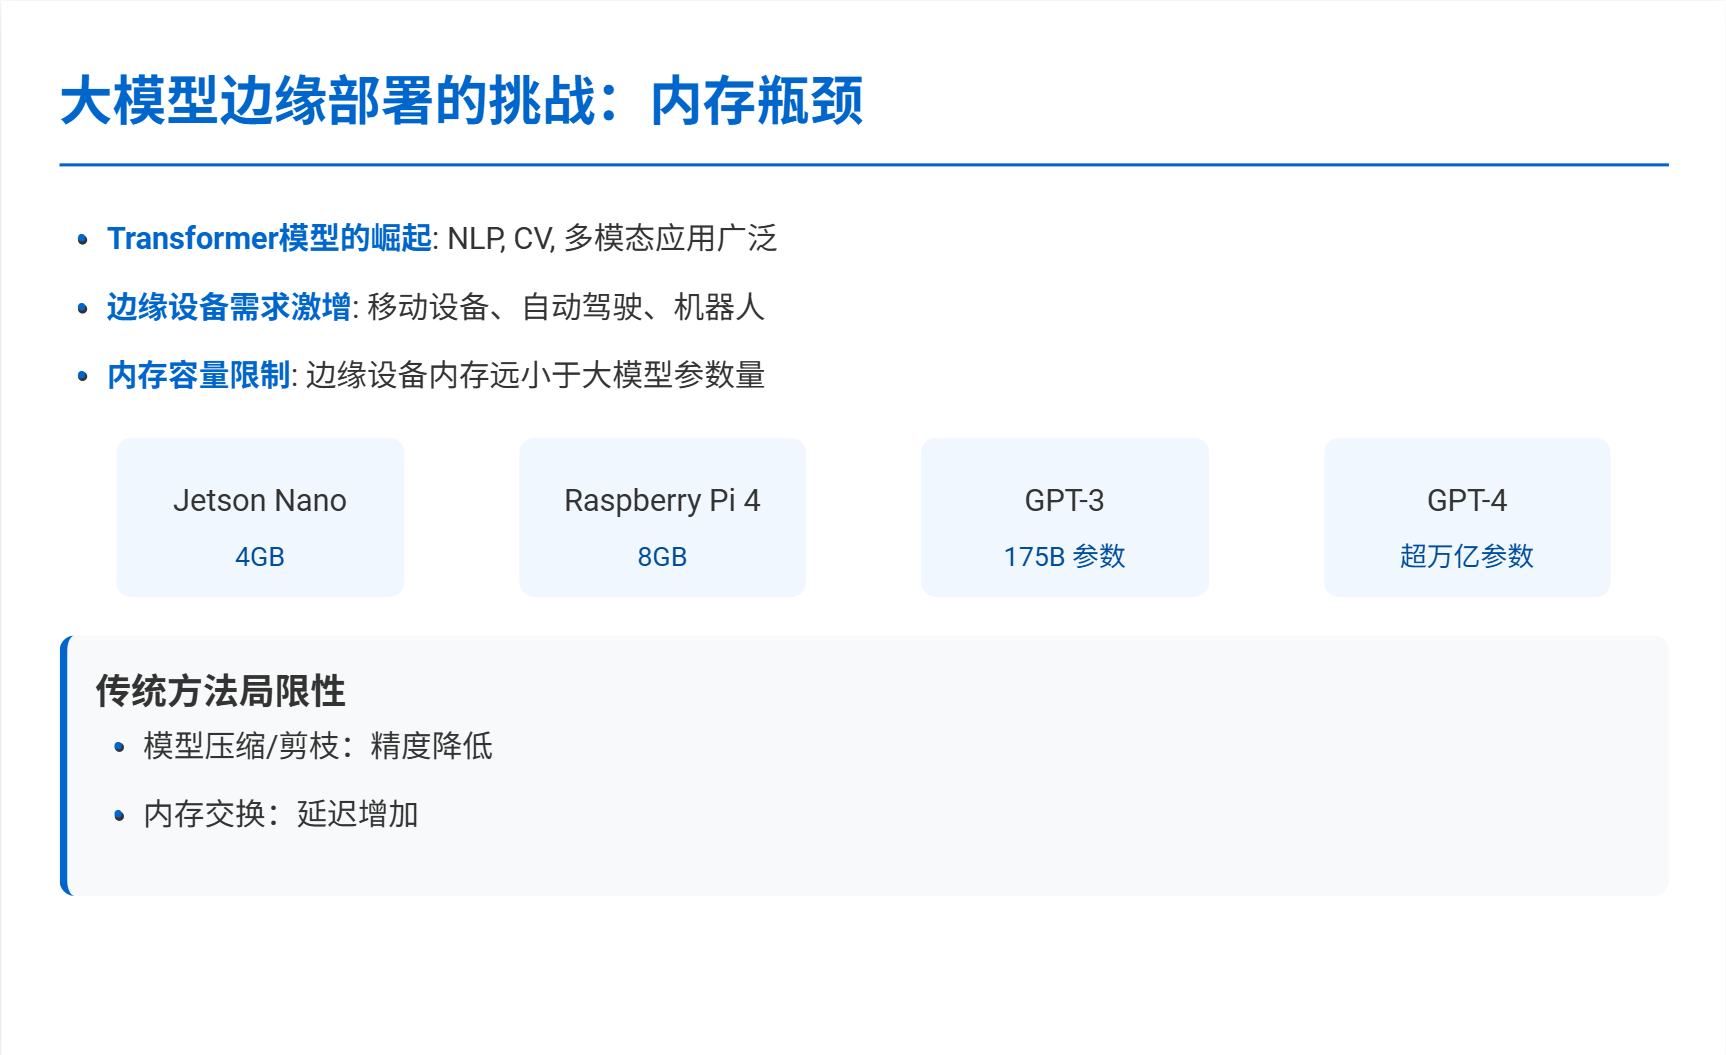 大模型边缘部署的挑战：内存瓶颈
Transformer模型的崛起: NLP, CV, 多模态应用广泛
边缘设备需求激增: 移动设备、自动驾驶、机器人
内存容量限制: 边缘设备内存远小于大模型参数量
Jetson Nano
4GB
Raspberry Pi 4
8GB
GPT-3
175B 参数
GPT-4
超万亿参数
传统方法局限性
模型压缩/剪枝：精度降低
内存交换：延迟增加